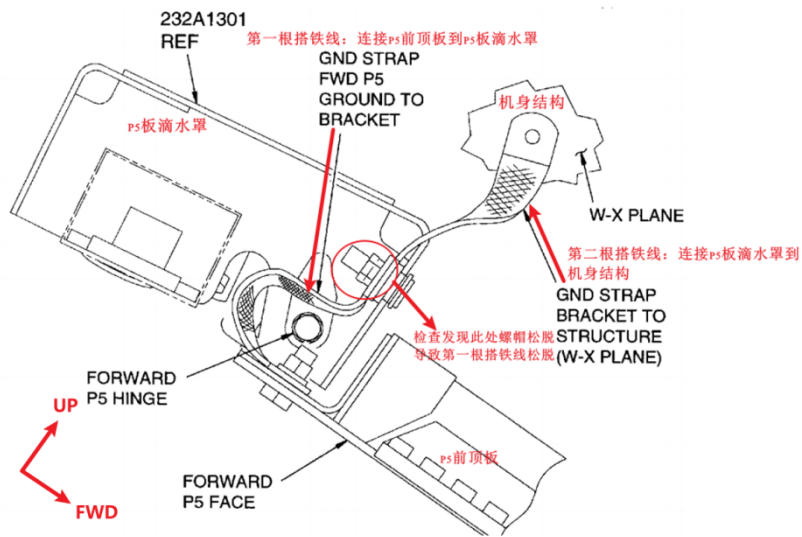 232A1301
REF
第一根搭铁线：连接P5前顶板到P5板滴水罩
GND STRAP
FWD P5
GROUND TO
BRACKET
机身结构
P5板滴水罩
W-X PLANE
第二根搭铁线：连接P5板滴水罩到
机身结构
GND STRAP
BRACKET TO
STRUCTURE
(W-X PLANE)
检查发现此处螺帽松脱
导致第一根搭铁线松脱
FORWARD
P5 HINGE
UP
FWD
P5前顶板
FORWARD
P5 FACE